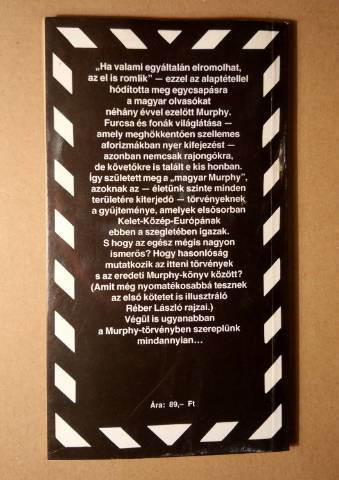 „Ha valami egyáltalán elromolhat,
az el is romlik” — ezzel az alaptétellel
hódította meg egycsapásra
a magyar olvasókat
néhány évvel ezelőtt Murphy.
Furcsa és fonák világlátása —
amely meghökkentően szellemes
aforizmákban nyer kifejezést —
azonban nemcsak rajongókra,
de követőkre is talált e kis honban.
Így született meg a „magyar Murphy”,
azoknak az — életünk szinte minden
területére kiterjedő — törvényeknek
a gyűjteménye, amelyek elsősorban
Kelet-Közép-Európának
ebben a szegletében igazak.
S hogy az egész mégis nagyon
ismerős? Hogy hasonlóság
mutatkozik az itteni törvények
s az eredeti Murphy-könyv között?
(Amit még nyomatékosabbá tesznek
az első kötetet is illusztráló
Réber László rajzai.)
Végül is ugyanabban
a Murphy-törvényben szereplünk
mindannyian...
Ára: 89,– Ft